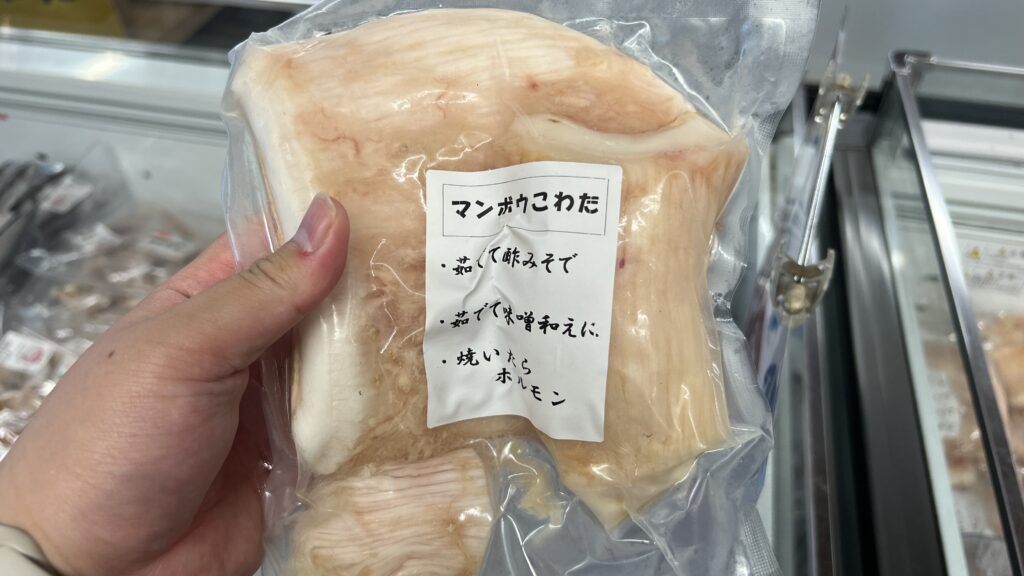 マンボウこわだ
・茹でて酢みそで
・茹でて味噌和えに.
・焼いたら
ホルモン